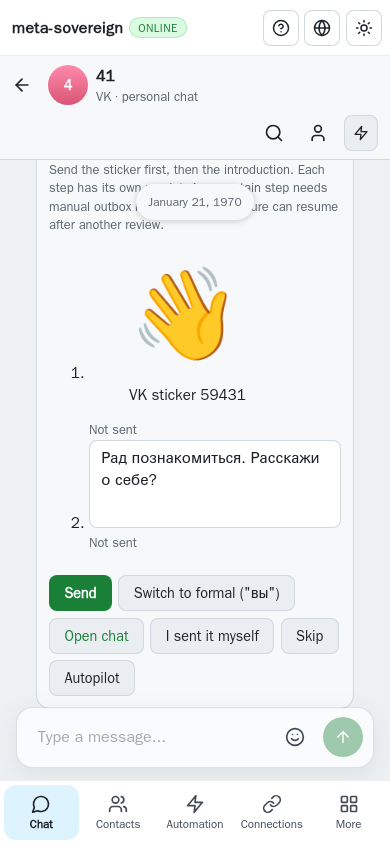 meta-sovereign
ONLINE
4
41
VK · personal chat
Send the sticker first, then the introduction. Each
step has its own
step needs
January 21, 1970
manual outbox
can resume
after another review.
1.
VK sticker 59431
Not sent
Рад познакомиться. Расскажи
о себе?
2.
Not sent
Send
Switch to formal ("вы")
Open chat
I sent it myself
Skip
Autopilot
Type a message...
Chat
Contacts
Automation
Connections
More